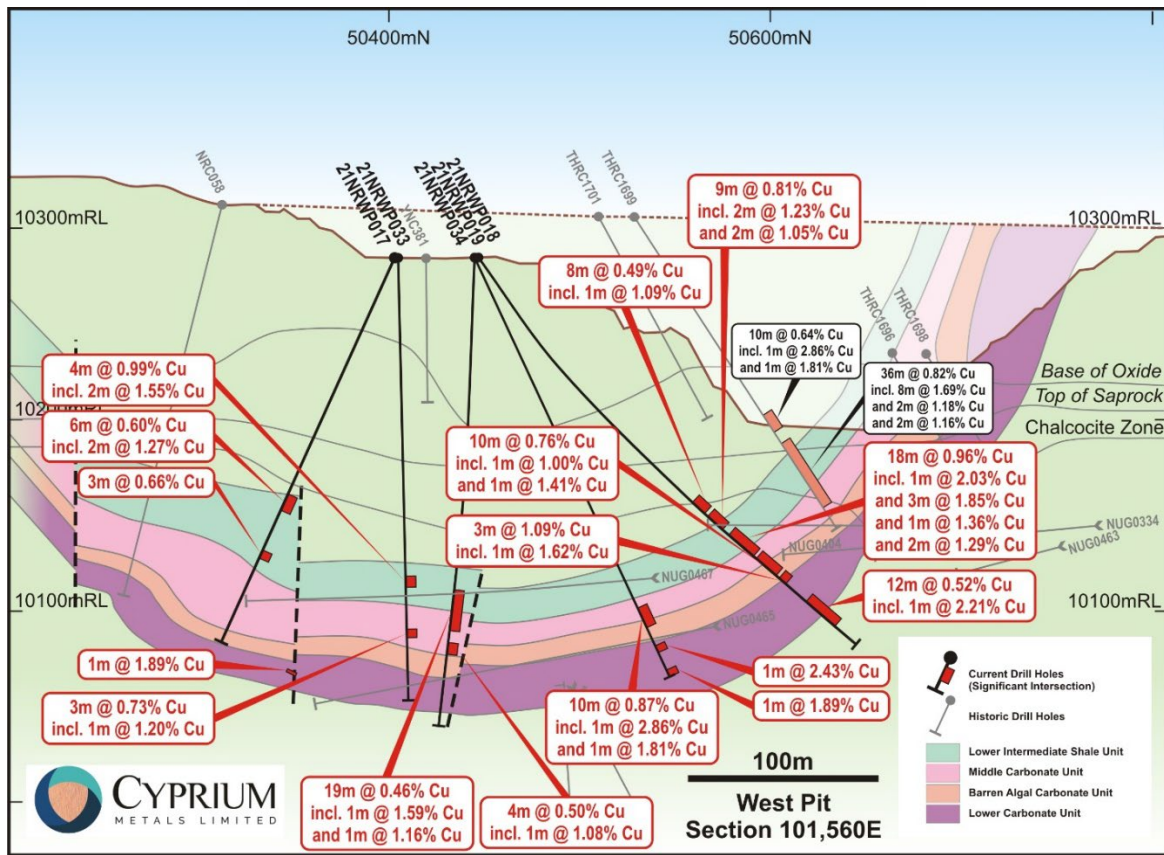 50400mN
50600mN
10300mRL
10300mRL
NRC058
21NRWP033
21NRWP017
YNC381
21NRWP018
21NRWP019
21NRWP034
THRC1701
THRC1699
9m @ 0.81% Cu
incl. 2m @ 1.23% Cu
and 2m @ 1.05% Cu
8m @ 0.49% Cu
incl. 1m @ 1.09% Cu
THRC1696
THRC1698
10m @ 0.64% Cu
incl. 1m @ 2.86% Cu
and 1m @ 1.81% Cu
36m @ 0.82% Cu
incl. 8m @ 1.69% Cu
and 2m @ 1.18% Cu
and 2m @ 1.16% Cu
Base of Oxide
Top of Saprock
Chalcocite Zone
4m @ 0.99% Cu
incl. 2m @ 1.55% Cu
10200mRL
6m @ 0.60% Cu
incl. 2m @ 1.27% Cu
3m @ 0.66% Cu
10m @ 0.76% Cu
incl. 1m @ 1.00% Cu
and 1m @ 1.41% Cu
18m @ 0.96% Cu
incl. 1m @ 2.03% Cu
and 3m @ 1.85% Cu
and 1m @ 1.36% Cu
and 2m @ 1.29% Cu
3m @ 1.09% Cu
incl. 1m @ 1.62% Cu
NUG0334
NUG0463
NUG0404
NUG0467
NUG0465
12m @ 0.52% Cu
incl. 1m @ 2.21% Cu
10100mRL
10100mRL
1m @ 1.89% Cu
3m @ 0.73% Cu
incl. 1m @ 1.20% Cu
1m @ 2.43% Cu
1m @ 1.89% Cu
10m @ 0.87% Cu
incl. 1m @ 2.86% Cu
and 1m @ 1.81% Cu
19m @ 0.46% Cu
incl. 1m @ 1.59% Cu
and 1m @ 1.16% Cu
4m @ 0.50% Cu
incl. 1m @ 1.08% Cu
100m
West Pit
Section 101,560E
CYPRIUM
METALS LIMITED
Current Drill Holes
(Significant Intersection)
Historic Drill Holes
Lower Intermediate Shale Unit
Middle Carbonate Unit
Barren Algal Carbonate Unit
Lower Carbonate Unit